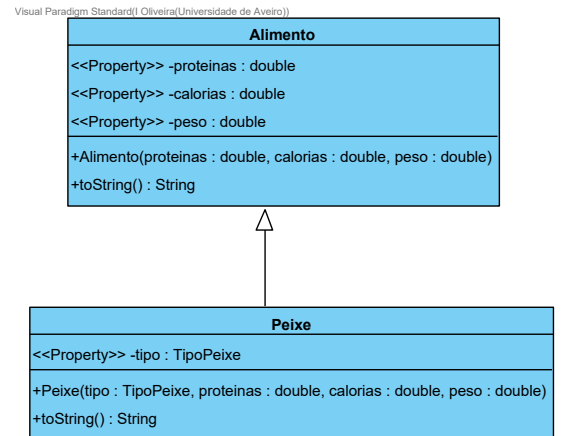 Visual Paradigm Standard(I Oliveira(Universidade de Aveiro))
Alimento
<<Property>> -proteinas : double
<<Property>> -calorias : double
<<Property>> -peso : double
+Alimento(proteinas : double, calorias : double, peso : double)
+toString() : String
Peixe
<<Property>> -tipo : TipoPeixe
+Peixe(tipo : TipoPeixe, proteinas : double, calorias : double, peso : double)
+toString() : String